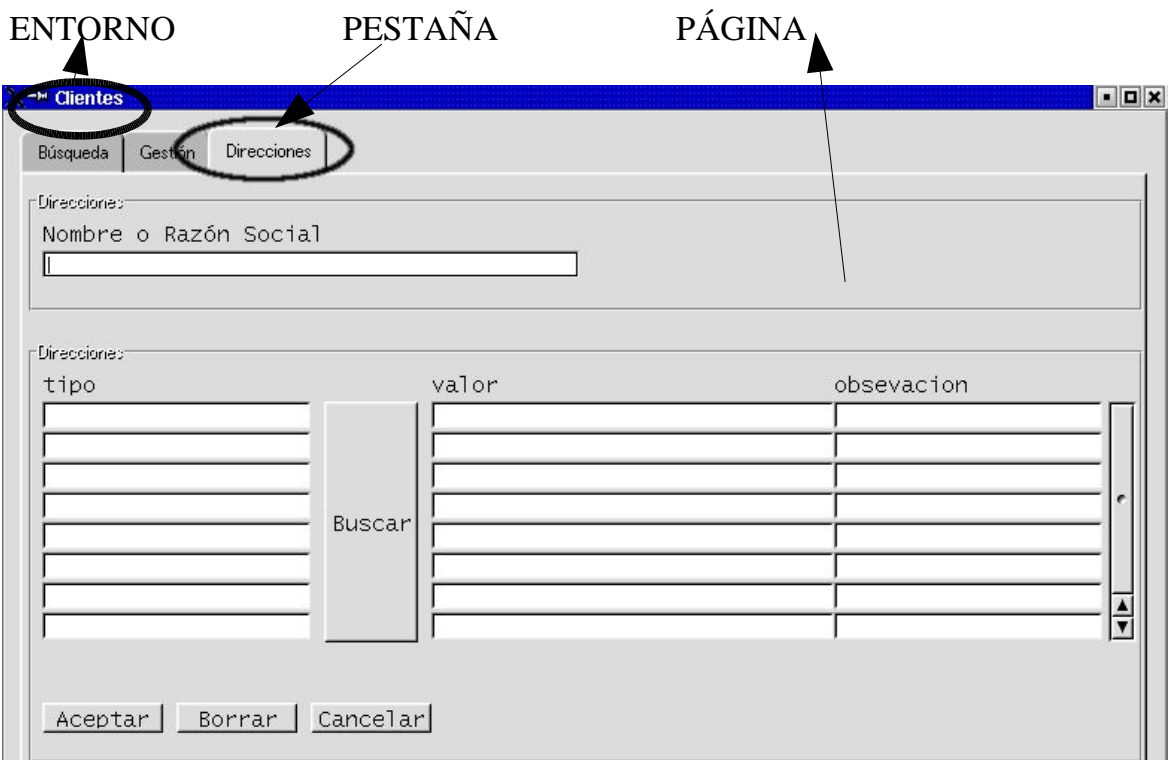 ENTORNO PESTAÑA PÁGINA
Clientes
Búsqueda Gestión Direcciones
Direcciones
Nombre o Razón Social
Direcciones
tipo valor obsevacion
Buscar
Aceptar Borrar Cancelar